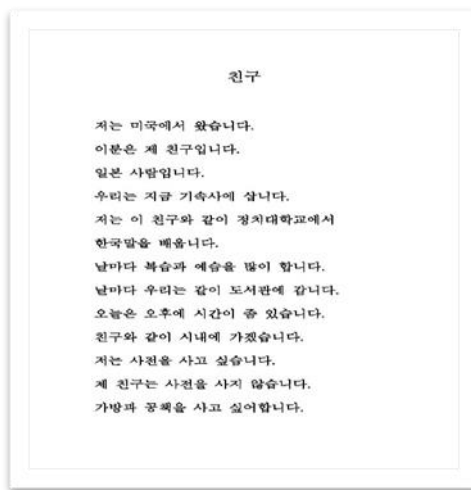 친구
저는 미국에서 왔습니다.
이분은 제 친구입니다.
일본 사람입니다.
우리는 지금 기속사에 삽니다.
저는 이 친구와 같이 정치대학교에서
한국말을 배웁니다.
날마다 복습과 예습을 많이 합니다.
날마다 우리는 같이 도서관에 갑니다.
오늘은 오후에 시간이 좀 있습니다.
친구와 같이 시내에 가겠습니다.
저는 사전을 사고 싶습니다.
제 친구는 사전을 사지 않습니다.
가방과 공책을 사고 싶어합니다.